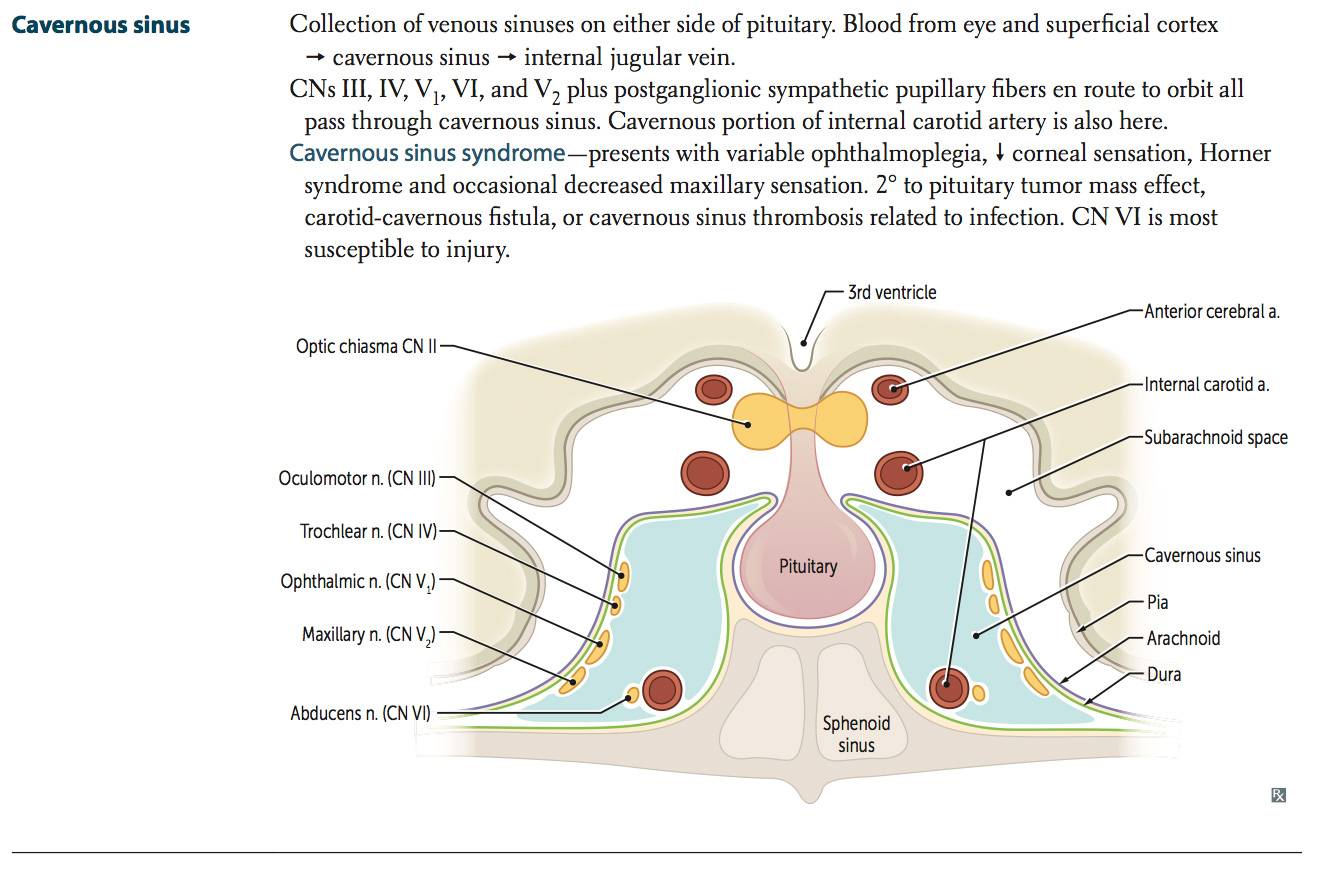 Cavernous sinus
Collection of venous sinuses on either side of pituitary. Blood from eye and superficial cortex
→ cavernous sinus → internal jugular vein.
CNs III, IV, V₁, VI, and V₂ plus postganglionic sympathetic pupillary fibers en route to orbit all
pass through cavernous sinus. Cavernous portion of internal carotid artery is also here.
Cavernous sinus syndrome—presents with variable ophthalmoplegia, ↓ corneal sensation, Horner
syndrome and occasional decreased maxillary sensation. 2° to pituitary tumor mass effect,
carotid-cavernous fistula, or cavernous sinus thrombosis related to infection. CN VI is most
susceptible to injury.
3rd ventricle
Anterior cerebral a.
Optic chiasma CN II
Internal carotid a.
Subarachnoid space
Oculomotor n. (CN III)
Trochlear n. (CN IV)
Cavernous sinus
Pituitary
Ophthalmic n. (CN V₁)
Pia
Maxillary n. (CN V₂)
Arachnoid
Dura
Abducens n. (CN VI)
Sphenoid
sinus
℞